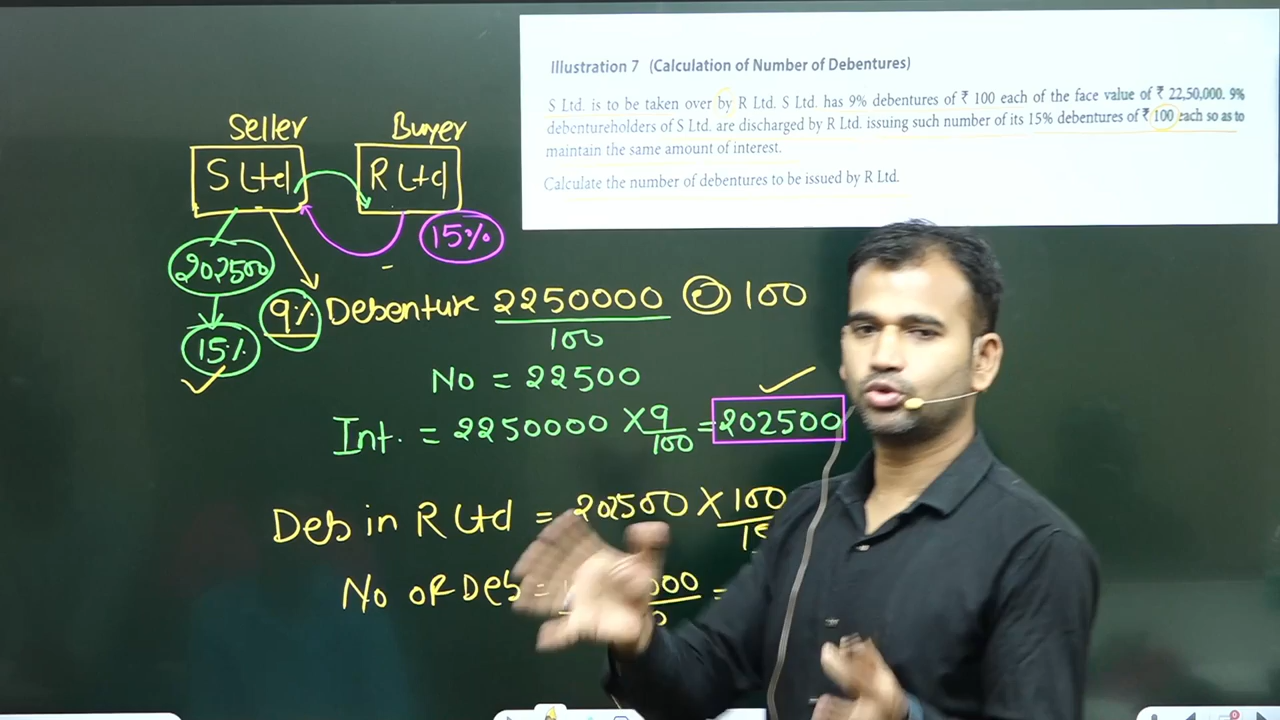 Illustration 7 (Calculation of Number of Debentures)
S Ltd. is to be taken over by R Ltd. S Ltd. has 9% debentures of ₹ 100 each of the face value of ₹ 22,50,000. 9%
debentureholders of S Ltd. are discharged by R Ltd. issuing such number of its 15% debentures of ₹ 100 each so as to
maintain the same amount of interest.
Calculate the number of debentures to be issued by R Ltd.
Seller Buyer
S Ltd R Ltd
15%
202500
9% Debenture 2250000 @ 100
100
15%
No = 22500
Int. = 2250000 × 9/100 = 202500
Deb in R Ltd = 202500 × 100
No of Deb =